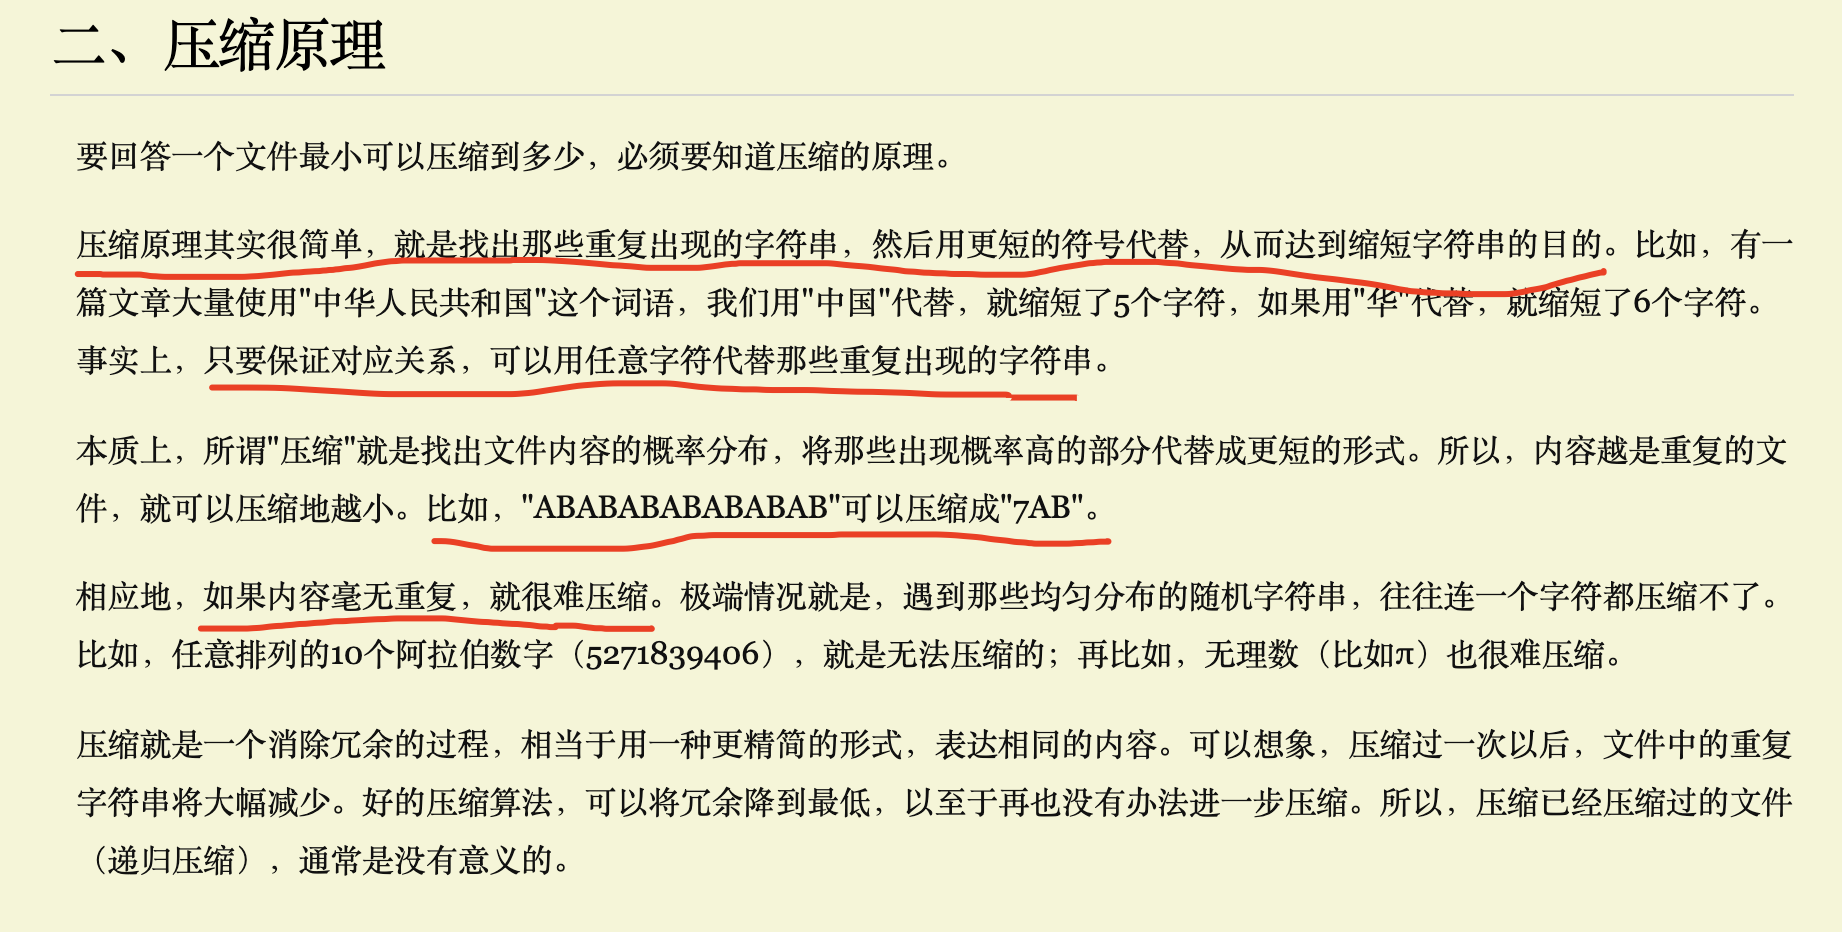 二、压缩原理
要回答一个文件最小可以压缩到多少，必须要知道压缩的原理。
压缩原理其实很简单，就是找出那些重复出现的字符串，然后用更短的符号代替，从而达到缩短字符串的目的。比如，有一
篇文章大量使用"中华人民共和国"这个词语，我们用"中国"代替，就缩短了5个字符，如果用"华"代替，就缩短了6个字符。
事实上，只要保证对应关系，可以用任意字符代替那些重复出现的字符串。
本质上，所谓"压缩"就是找出文件内容的概率分布，将那些出现概率高的部分代替成更短的形式。所以，内容越是重复的文
件，就可以压缩地越小。比如，"ABABABABABABAB"可以压缩成"7AB"。
相应地，如果内容毫无重复，就很难压缩。极端情况就是，遇到那些均匀分布的随机字符串，往往连一个字符都压缩不了。
比如，任意排列的10个阿拉伯数字（5271839406），就是无法压缩的；再比如，无理数（比如π）也很难压缩。
压缩就是一个消除冗余的过程，相当于用一种更精简的形式，表达相同的内容。可以想象，压缩过一次以后，文件中的重复
字符串将大幅减少。好的压缩算法，可以将冗余降到最低，以至于再也没有办法进一步压缩。所以，压缩已经压缩过的文件
（递归压缩），通常是没有意义的。